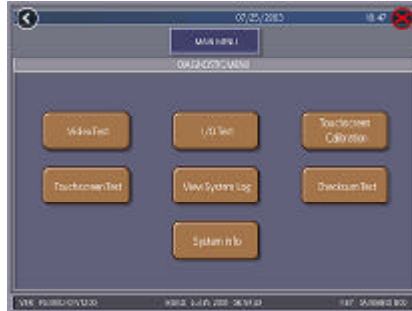 07/25/2003 18:47
MAIN MENU
DIAGNOSTIC MENU
Video Test
I/O Test
Touchscreen
Calibration
Touchscreen Test
View System Log
Checksum Test
System Info